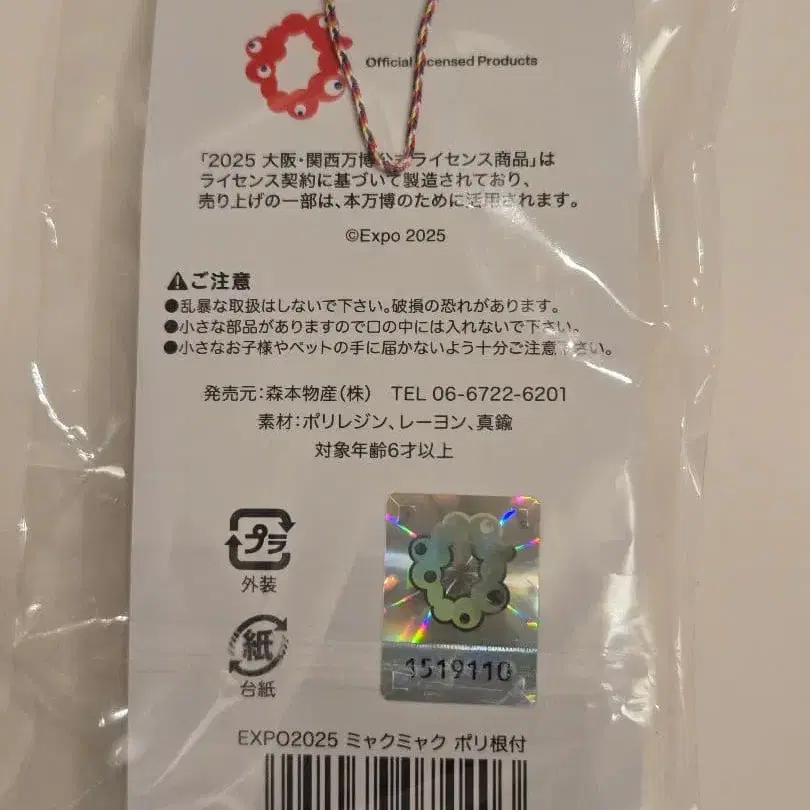 Official Licensed Products
「2025 大阪・関西万博公式ライセンス商品」は
ライセンス契約に基づいて製造されており、
売り上げの一部は、本万博のために活用されます。
©Expo 2025
ご注意
●乱暴な取扱はしないで下さい。破損の恐れがあります。
●小さな部品がありますので口の中には入れないで下さい。
●小さなお子様やペットの手に届かないよう十分ご注意下さい。
発売元:森本物産(株) TEL 06-6722-6201
素材:ポリレジン、レーヨン、真鍮
対象年齢6才以上
プラ
外装
紙
台紙
1519110
EXPO2025 ミャクミャク ポリ根付